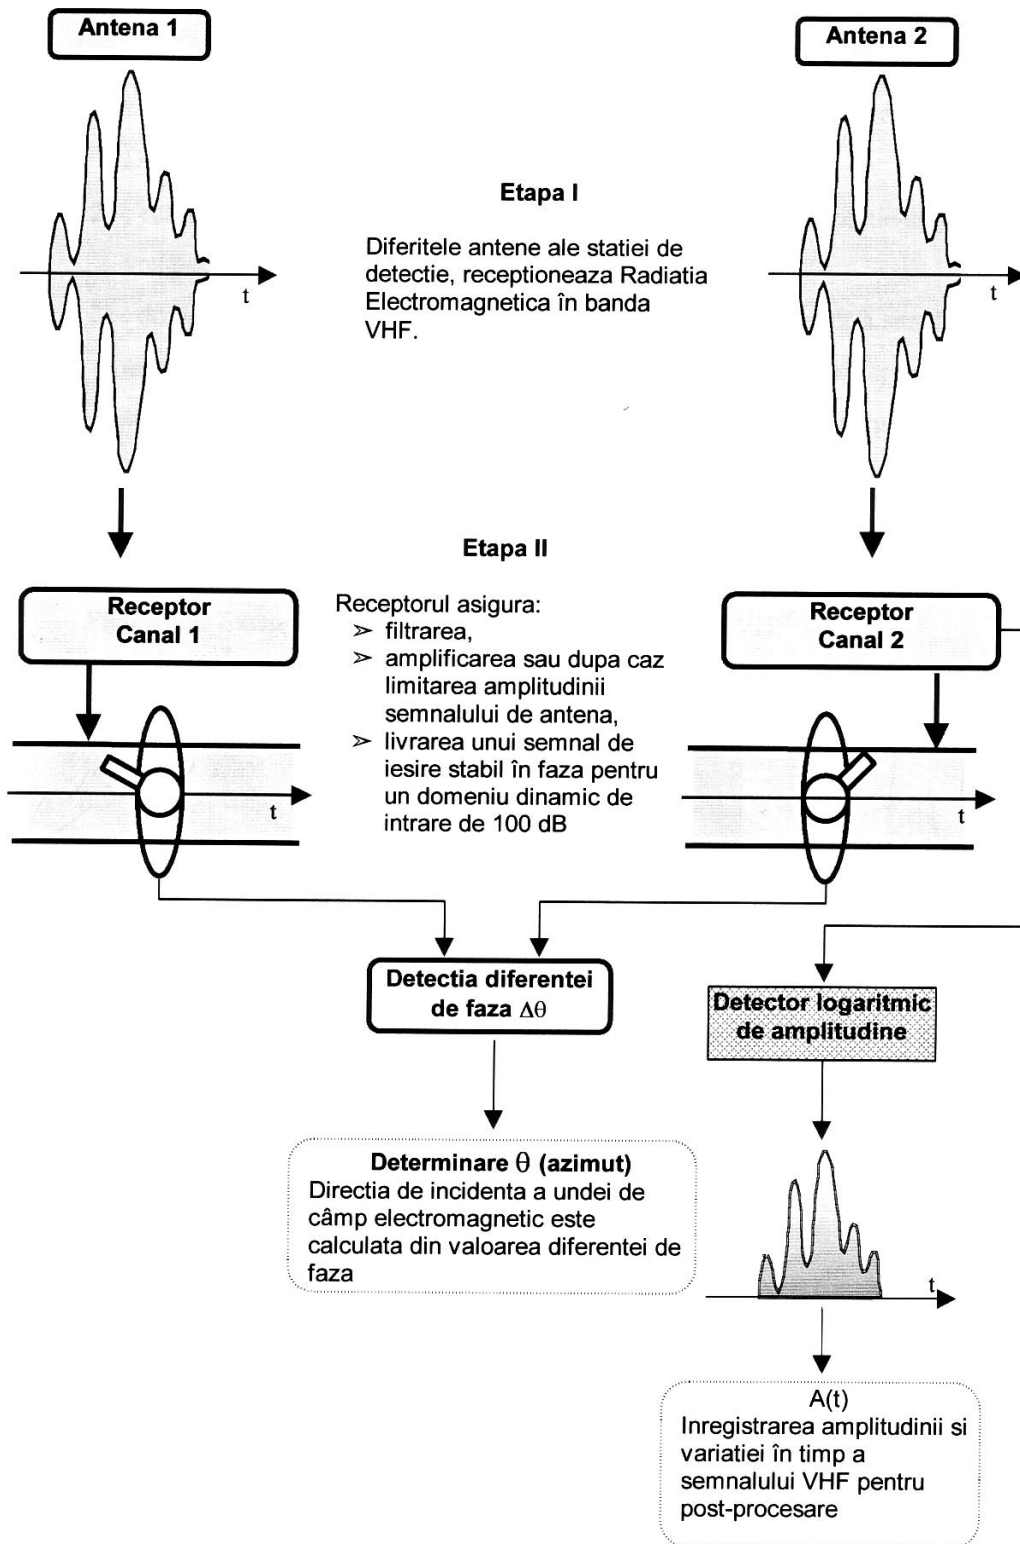 Antena 1
Antena 2
t
t
Etapa I
Diferitele antene ale statiei de
detectie, receptioneaza Radiatia
Electromagnetica în banda
VHF.
Etapa II
Receptor
Canal 1
Receptorul asigura:
➢ filtrarea,
➢ amplificarea sau dupa caz
limitarea amplitudinii
semnalului de antena,
➢ livrarea unui semnal de
iesire stabil în faza pentru
un domeniu dinamic de
intrare de 100 dB
Receptor
Canal 2
t
t
Detectia diferentei
de faza Δθ
Detector logaritmic
de amplitudine
Determinare θ (azimut)
Directia de incidenta a undei de
câmp electromagnetic este
calculata din valoarea diferentei de
faza
t
A(t)
Inregistrarea amplitudinii si
variatiei în timp a
semnalului VHF pentru
post-procesare